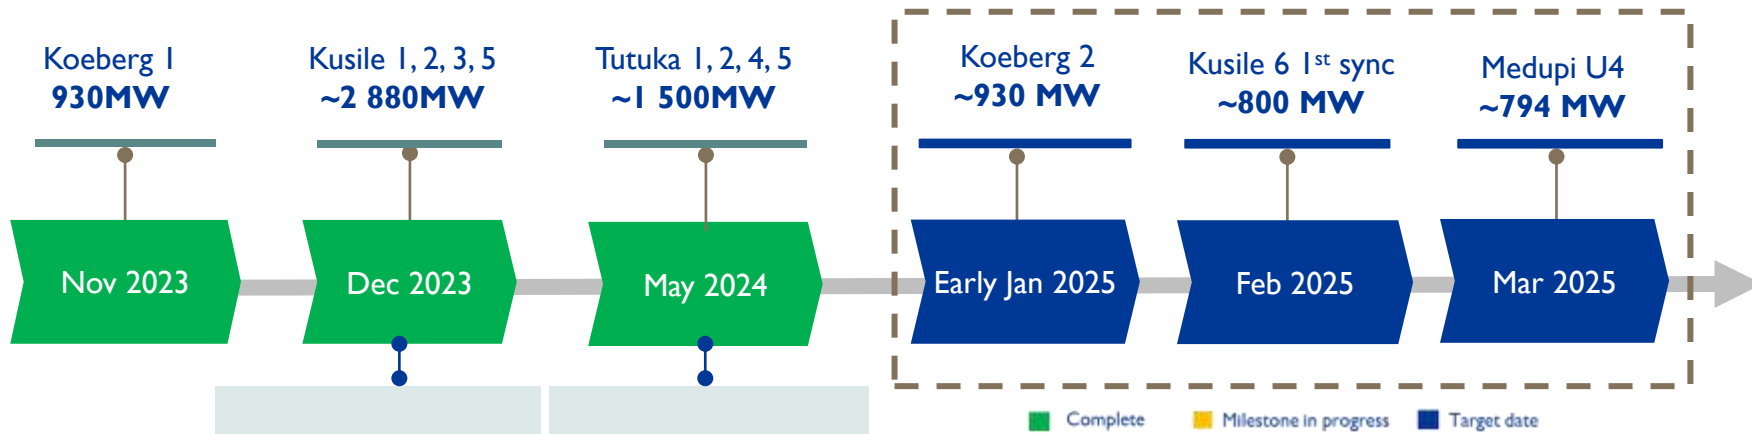 Koeberg 1
930MW
Kusile 1, 2, 3, 5
~2 880MW
Tutuka 1, 2, 4, 5
~1 500MW
Koeberg 2
~930 MW
Kusile 6 1st sync
~800 MW
Medupi U4
~794 MW
Nov 2023
Dec 2023
May 2024
Early Jan 2025
Feb 2025
Mar 2025
Complete
Milestone in progress
Target date